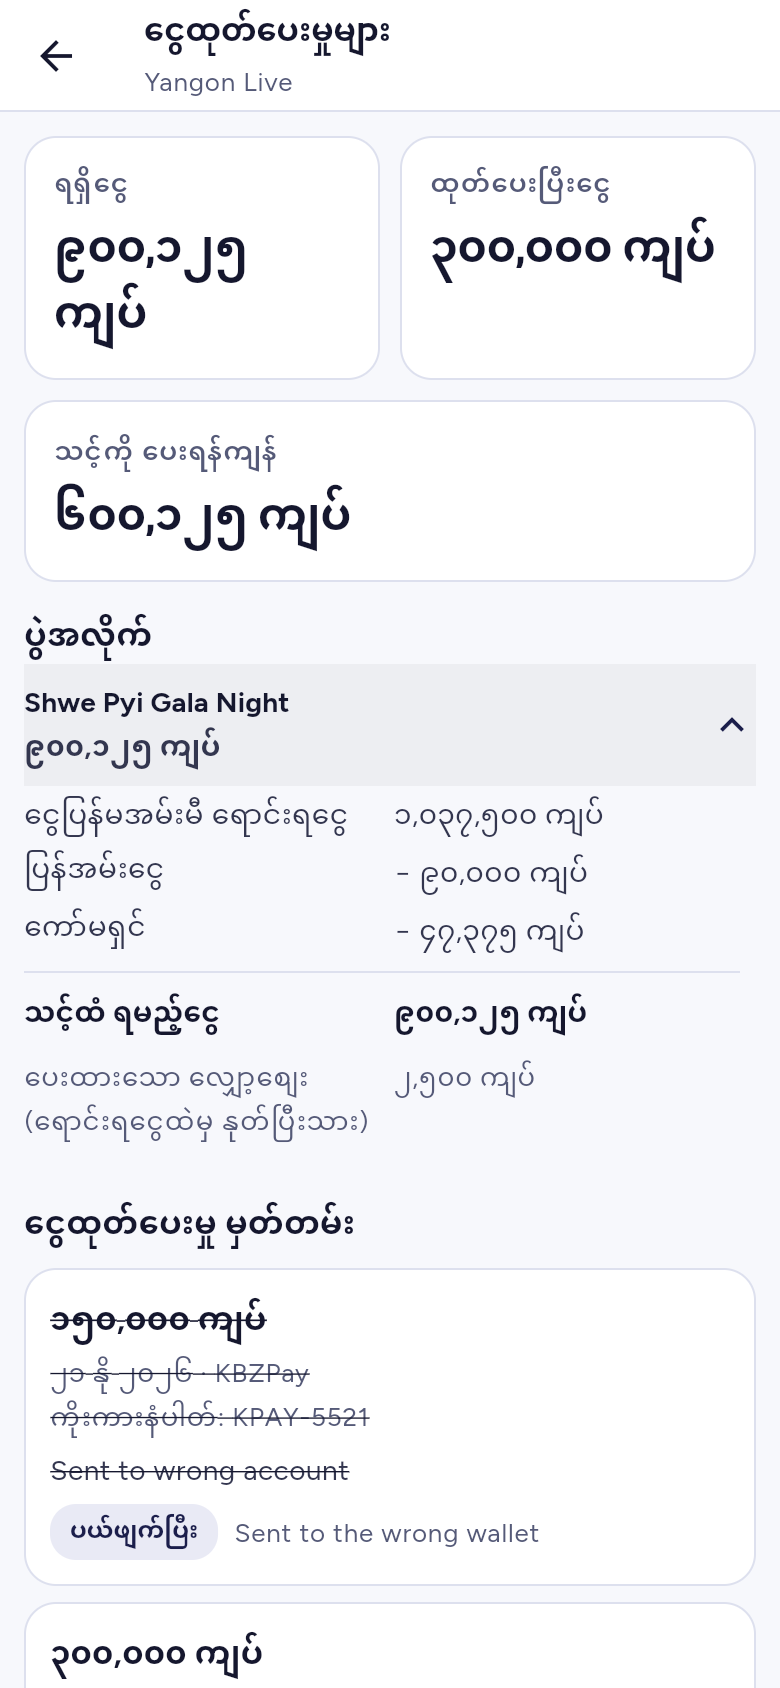 ငွေထုတ်ပေးမှုများ
Yangon Live
ရရှိငွေ
၉၀၀,၁၂၅
ကျပ်
ထုတ်ပေးပြီးငွေ
၃၀၀,၀၀၀ ကျပ်
သင့်ကို ပေးရန်ကျန်
၆၀၀,၁၂၅ ကျပ်
ပွဲအလိုက်
Shwe Pyi Gala Night
၉၀၀,၁၂၅ ကျပ်
ငွေပြန်မအမ်းမီ ရောင်းရငွေ ၁,၀၃၇,၅၀၀ ကျပ်
ပြန်အမ်းငွေ - ၉၀,၀၀၀ ကျပ်
ကော်မရှင် - ၄၇,၃၇၅ ကျပ်
သင့်ထံ ရမည့်ငွေ ၉၀၀,၁၂၅ ကျပ်
ပေးထားသော လျှော့စျေး ၂,၅၀၀ ကျပ်
(ရောင်းရငွေထဲမှ နုတ်ပြီးသား)
ငွေထုတ်ပေးမှု မှတ်တမ်း
၁၅၀,၀၀၀ ကျပ်
၂၁ နို ၂၀၂၆ · KBZPay
ကိုးကားနံပါတ်: KPAY-5521
Sent to wrong account
ပယ်ဖျက်ပြီး Sent to the wrong wallet
၃၀၀,၀၀၀ ကျပ်